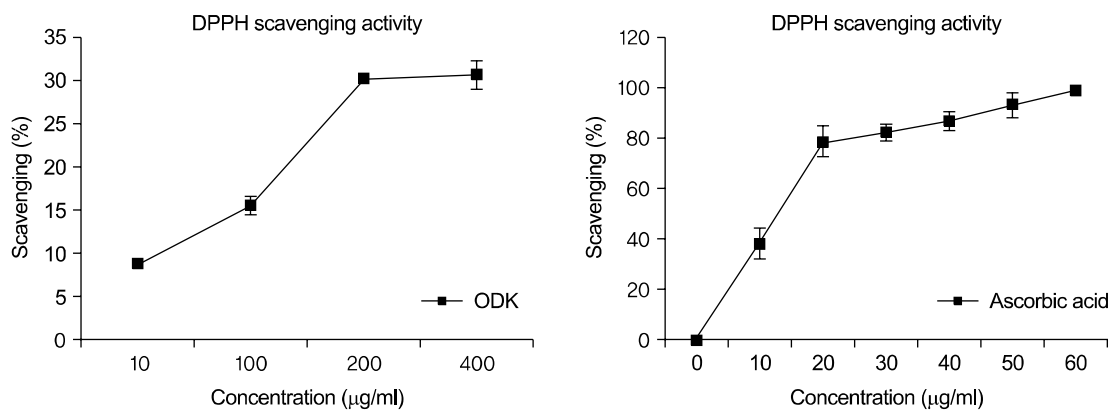 DPPH scavenging activity
35
30
25
20
15
10
5
0
Scavenging (%)
ODK
10 100 200 400
Concentration (μg/ml)
DPPH scavenging activity
120
100
80
60
40
20
0
Scavenging (%)
Ascorbic acid
0 10 20 30 40 50 60
Concentration (μg/ml)